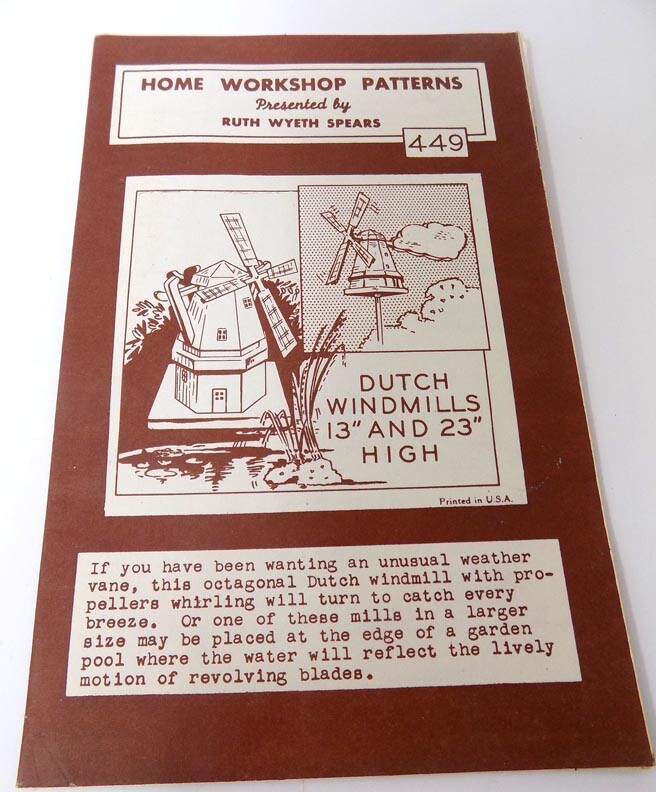 HOME WORKSHOP PATTERNS
Presented by
RUTH WYETH SPEARS
449
DUTCH
WINDMILLS
13" AND 23"
HIGH
Printed in U.S.A.
If you have been wanting an unusual weather
vane, this octagonal Dutch windmill with pro-
pellers whirling will turn to catch every
breeze. Or one of these mills in a larger
size may be placed at the edge of a garden
pool where the water will reflect the lively
motion of revolving blades.